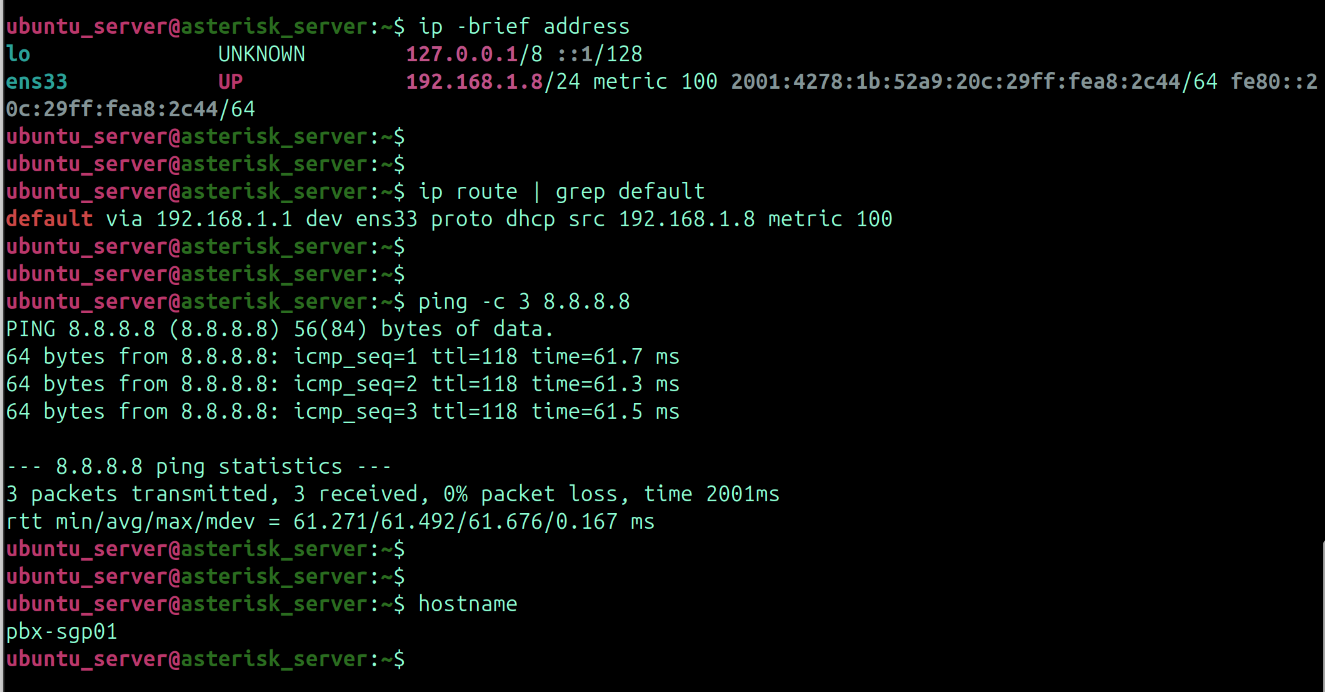 ubuntu_server@asterisk_server:~$ ip -brief address
lo               UNKNOWN        127.0.0.1/8 ::1/128
ens33            UP             192.168.1.8/24 metric 100 2001:4278:1b:52a9:20c:29ff:fea8:2c44/64 fe80::2
0c:29ff:fea8:2c44/64
ubuntu_server@asterisk_server:~$
ubuntu_server@asterisk_server:~$
ubuntu_server@asterisk_server:~$ ip route | grep default
default via 192.168.1.1 dev ens33 proto dhcp src 192.168.1.8 metric 100
ubuntu_server@asterisk_server:~$
ubuntu_server@asterisk_server:~$
ubuntu_server@asterisk_server:~$ ping -c 3 8.8.8.8
PING 8.8.8.8 (8.8.8.8) 56(84) bytes of data.
64 bytes from 8.8.8.8: icmp_seq=1 ttl=118 time=61.7 ms
64 bytes from 8.8.8.8: icmp_seq=2 ttl=118 time=61.3 ms
64 bytes from 8.8.8.8: icmp_seq=3 ttl=118 time=61.5 ms

--- 8.8.8.8 ping statistics ---
3 packets transmitted, 3 received, 0% packet loss, time 2001ms
rtt min/avg/max/mdev = 61.271/61.492/61.676/0.167 ms
ubuntu_server@asterisk_server:~$
ubuntu_server@asterisk_server:~$
ubuntu_server@asterisk_server:~$ hostname
pbx-sgp01
ubuntu_server@asterisk_server:~$